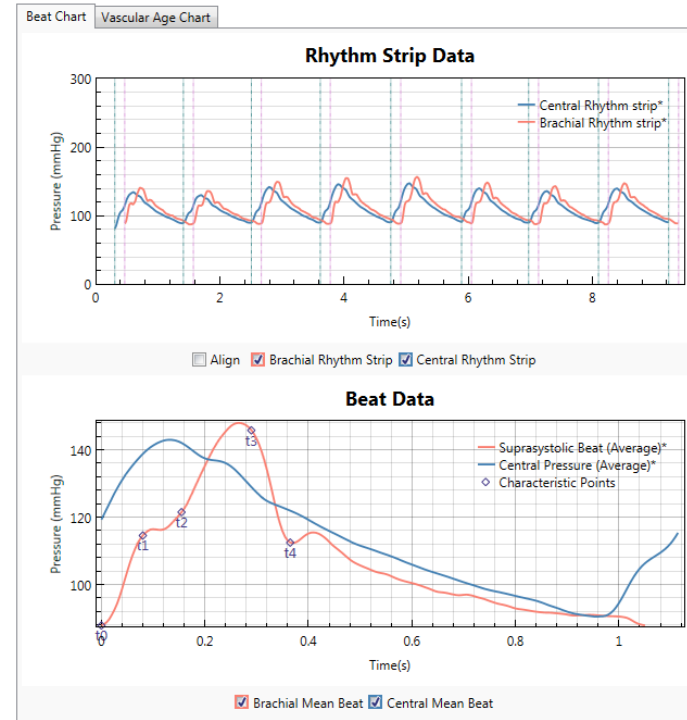 Beat Chart Vascular Age Chart
Rhythm Strip Data
300
200
100
0
Pressure (mmHg)
Central Rhythm strip*
Brachial Rhythm strip*
0 2 4 6 8
Time(s)
Align Brachial Rhythm Strip Central Rhythm Strip
Beat Data
140
120
100
Pressure (mmHg)
Suprasystolic Beat (Average)*
Central Pressure (Average)*
Characteristic Points
t3
t2
t1
t4
t0
0 0.2 0.4 0.6 0.8 1
Time(s)
Brachial Mean Beat Central Mean Beat